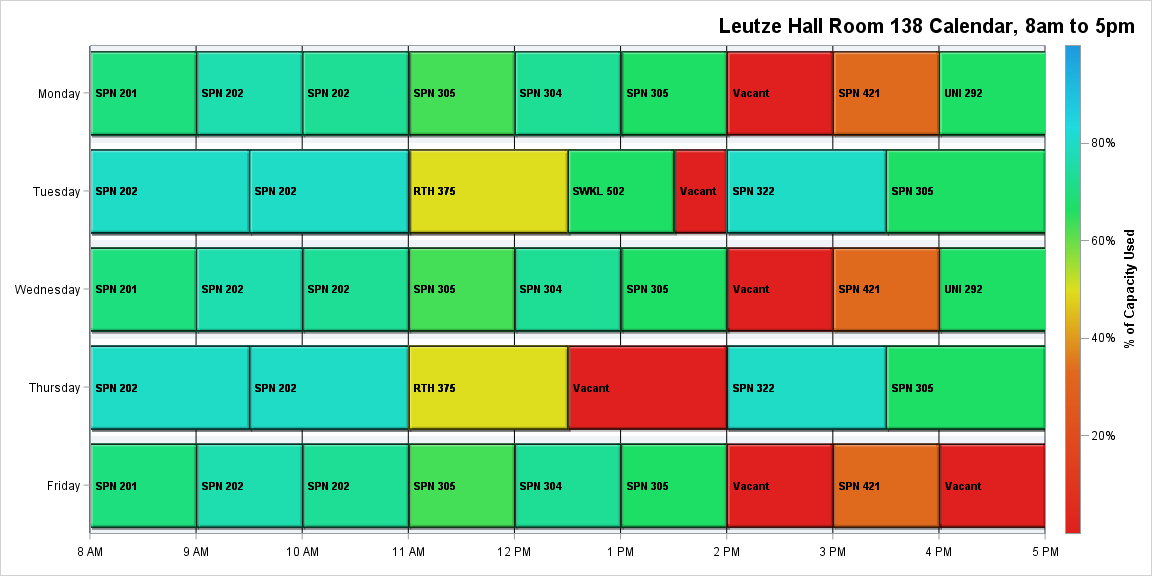 Leutze Hall Room 138 Calendar, 8am to 5pm
Monday
SPN 201
SPN 202
SPN 202
SPN 305
SPN 304
SPN 305
Vacant
SPN 421
UNI 292
Tuesday
SPN 202
SPN 202
RTH 375
SWKL 502
Vacant
SPN 322
SPN 305
Wednesday
SPN 201
SPN 202
SPN 202
SPN 305
SPN 304
SPN 305
Vacant
SPN 421
UNI 292
Thursday
SPN 202
SPN 202
RTH 375
Vacant
SPN 322
SPN 305
Friday
SPN 201
SPN 202
SPN 202
SPN 305
SPN 304
SPN 305
Vacant
SPN 421
Vacant
8 AM
9 AM
10 AM
11 AM
12 PM
1 PM
2 PM
3 PM
4 PM
5 PM
80%
60%
40%
20%
% of Capacity Used